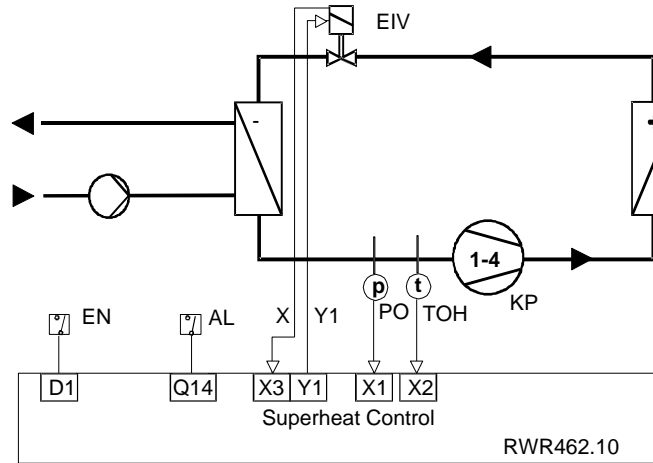 EIV
-
-
1-4
p
t
KP
PO
TOH
X
Y1
EN
AL
D1
Q14
X3
Y1
X1
X2
Superheat Control
RWR462.10